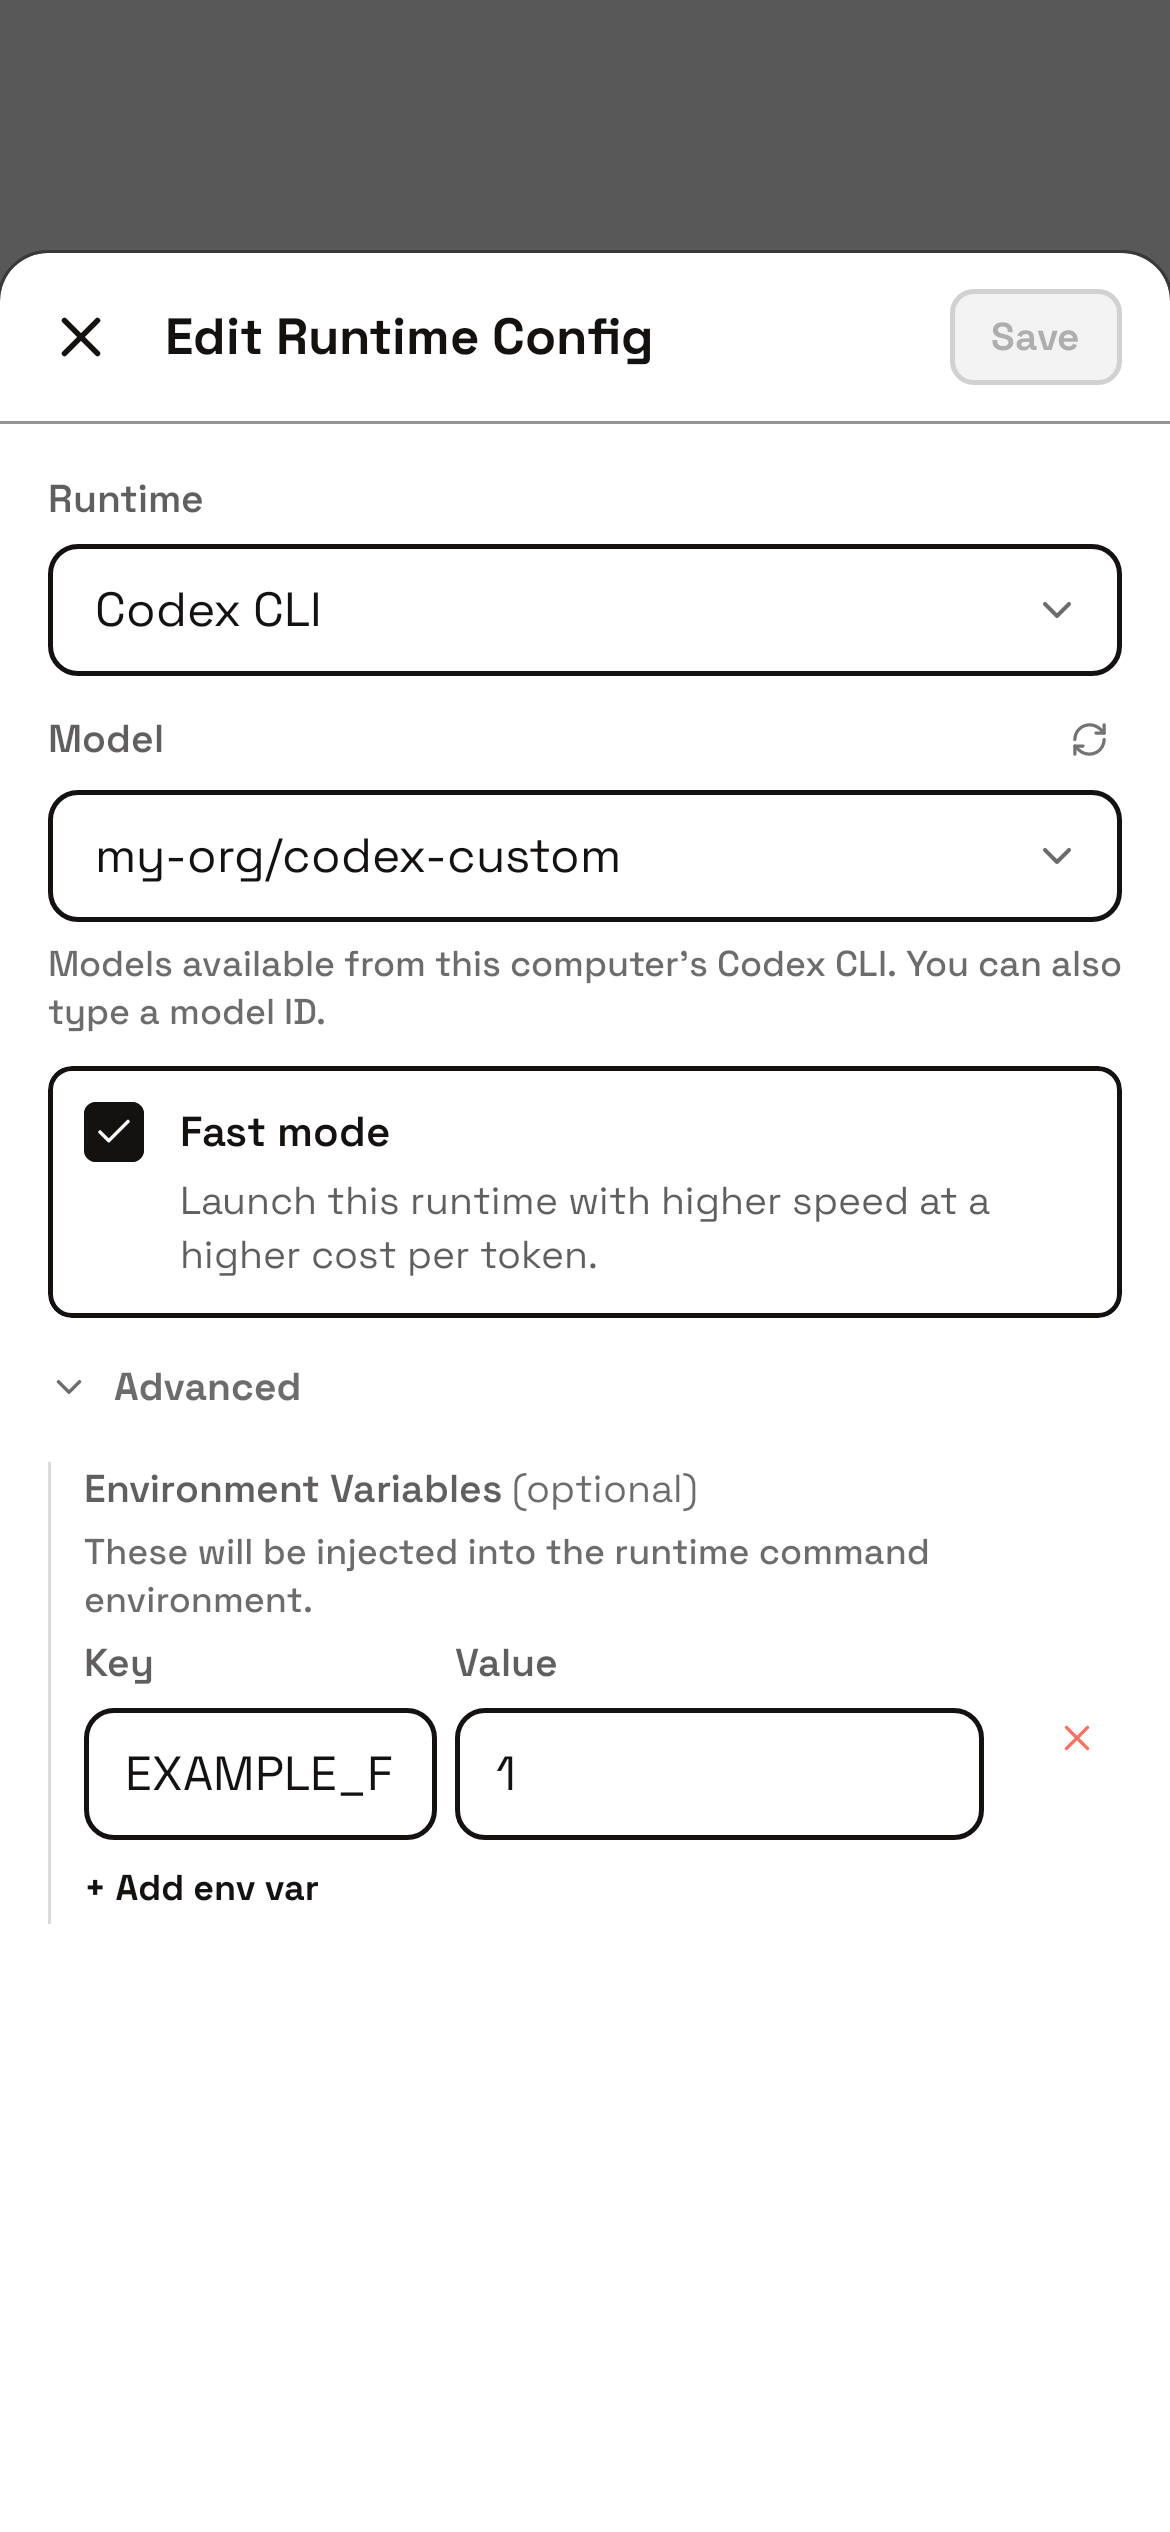 Edit Runtime Config
Save
Runtime
Codex CLI
Model
my-org/codex-custom
Models available from this computer's Codex CLI. You can also
type a model ID.
Fast mode
Launch this runtime with higher speed at a
higher cost per token.
Advanced
Environment Variables (optional)
These will be injected into the runtime command
environment.
Key Value
EXAMPLE_F 1
+ Add env var